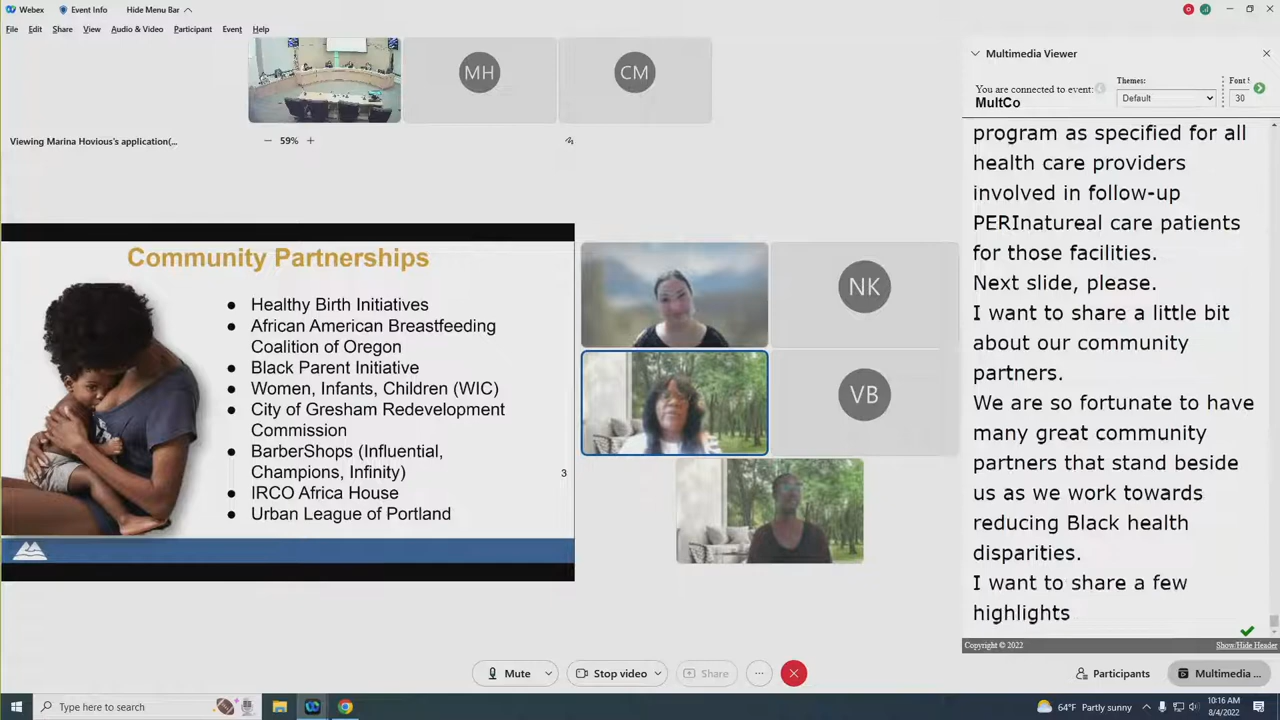 Webex
Event Info
Hide Menu Bar
File Edit Share View Audio & Video Participant Event Help
MH
CM
Viewing Marina Hovious's application(...
59%
Community Partnerships
● Healthy Birth Initiatives
● African American Breastfeeding
Coalition of Oregon
● Black Parent Initiative
● Women, Infants, Children (WIC)
● City of Gresham Redevelopment
Commission
● BarberShops (Influential,
Champions, Infinity)
● IRCO Africa House
● Urban League of Portland
3
NK
VB
Multimedia Viewer
You are connected to event:
MultCo
Themes:
Default
Font !
30
program as specified for all
health care providers
involved in follow-up
PERInatureal care patients
for those facilities.
Next slide, please.
I want to share a little bit
about our community
partners.
We are so fortunate to have
many great community
partners that stand beside
us as we work towards
reducing Black health
disparities.
I want to share a few
highlights
Copyright © 2022
Show/Hide Header
Mute
Stop video
Share
Participants
Multimedia ...
Type here to search
64°F Partly sunny
10:16 AM
8/4/2022